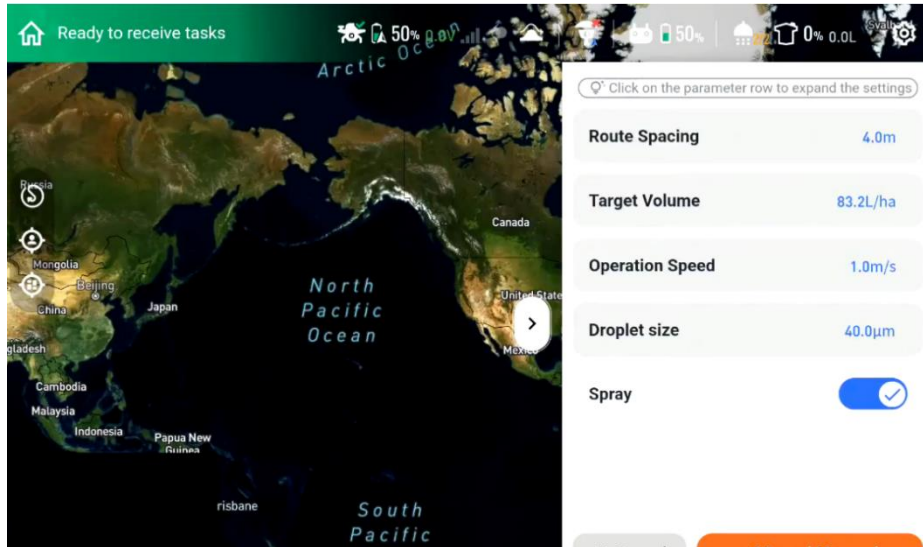 Ready to receive tasks
50%
50%
0% 0.0L
Svalb
Arctic Ocean
Click on the parameter row to expand the settings
Route Spacing 4.0m
Target Volume 83.2L/ha
Operation Speed 1.0m/s
Droplet size 40.0μm
Spray
Russia
Canada
Mongolia
Beijing
China
Japan
North
Pacific
Ocean
United State
Mexico
gladesh
Cambodia
Malaysia
Indonesia
Papua New
Guinea
risbane
South
Pacific